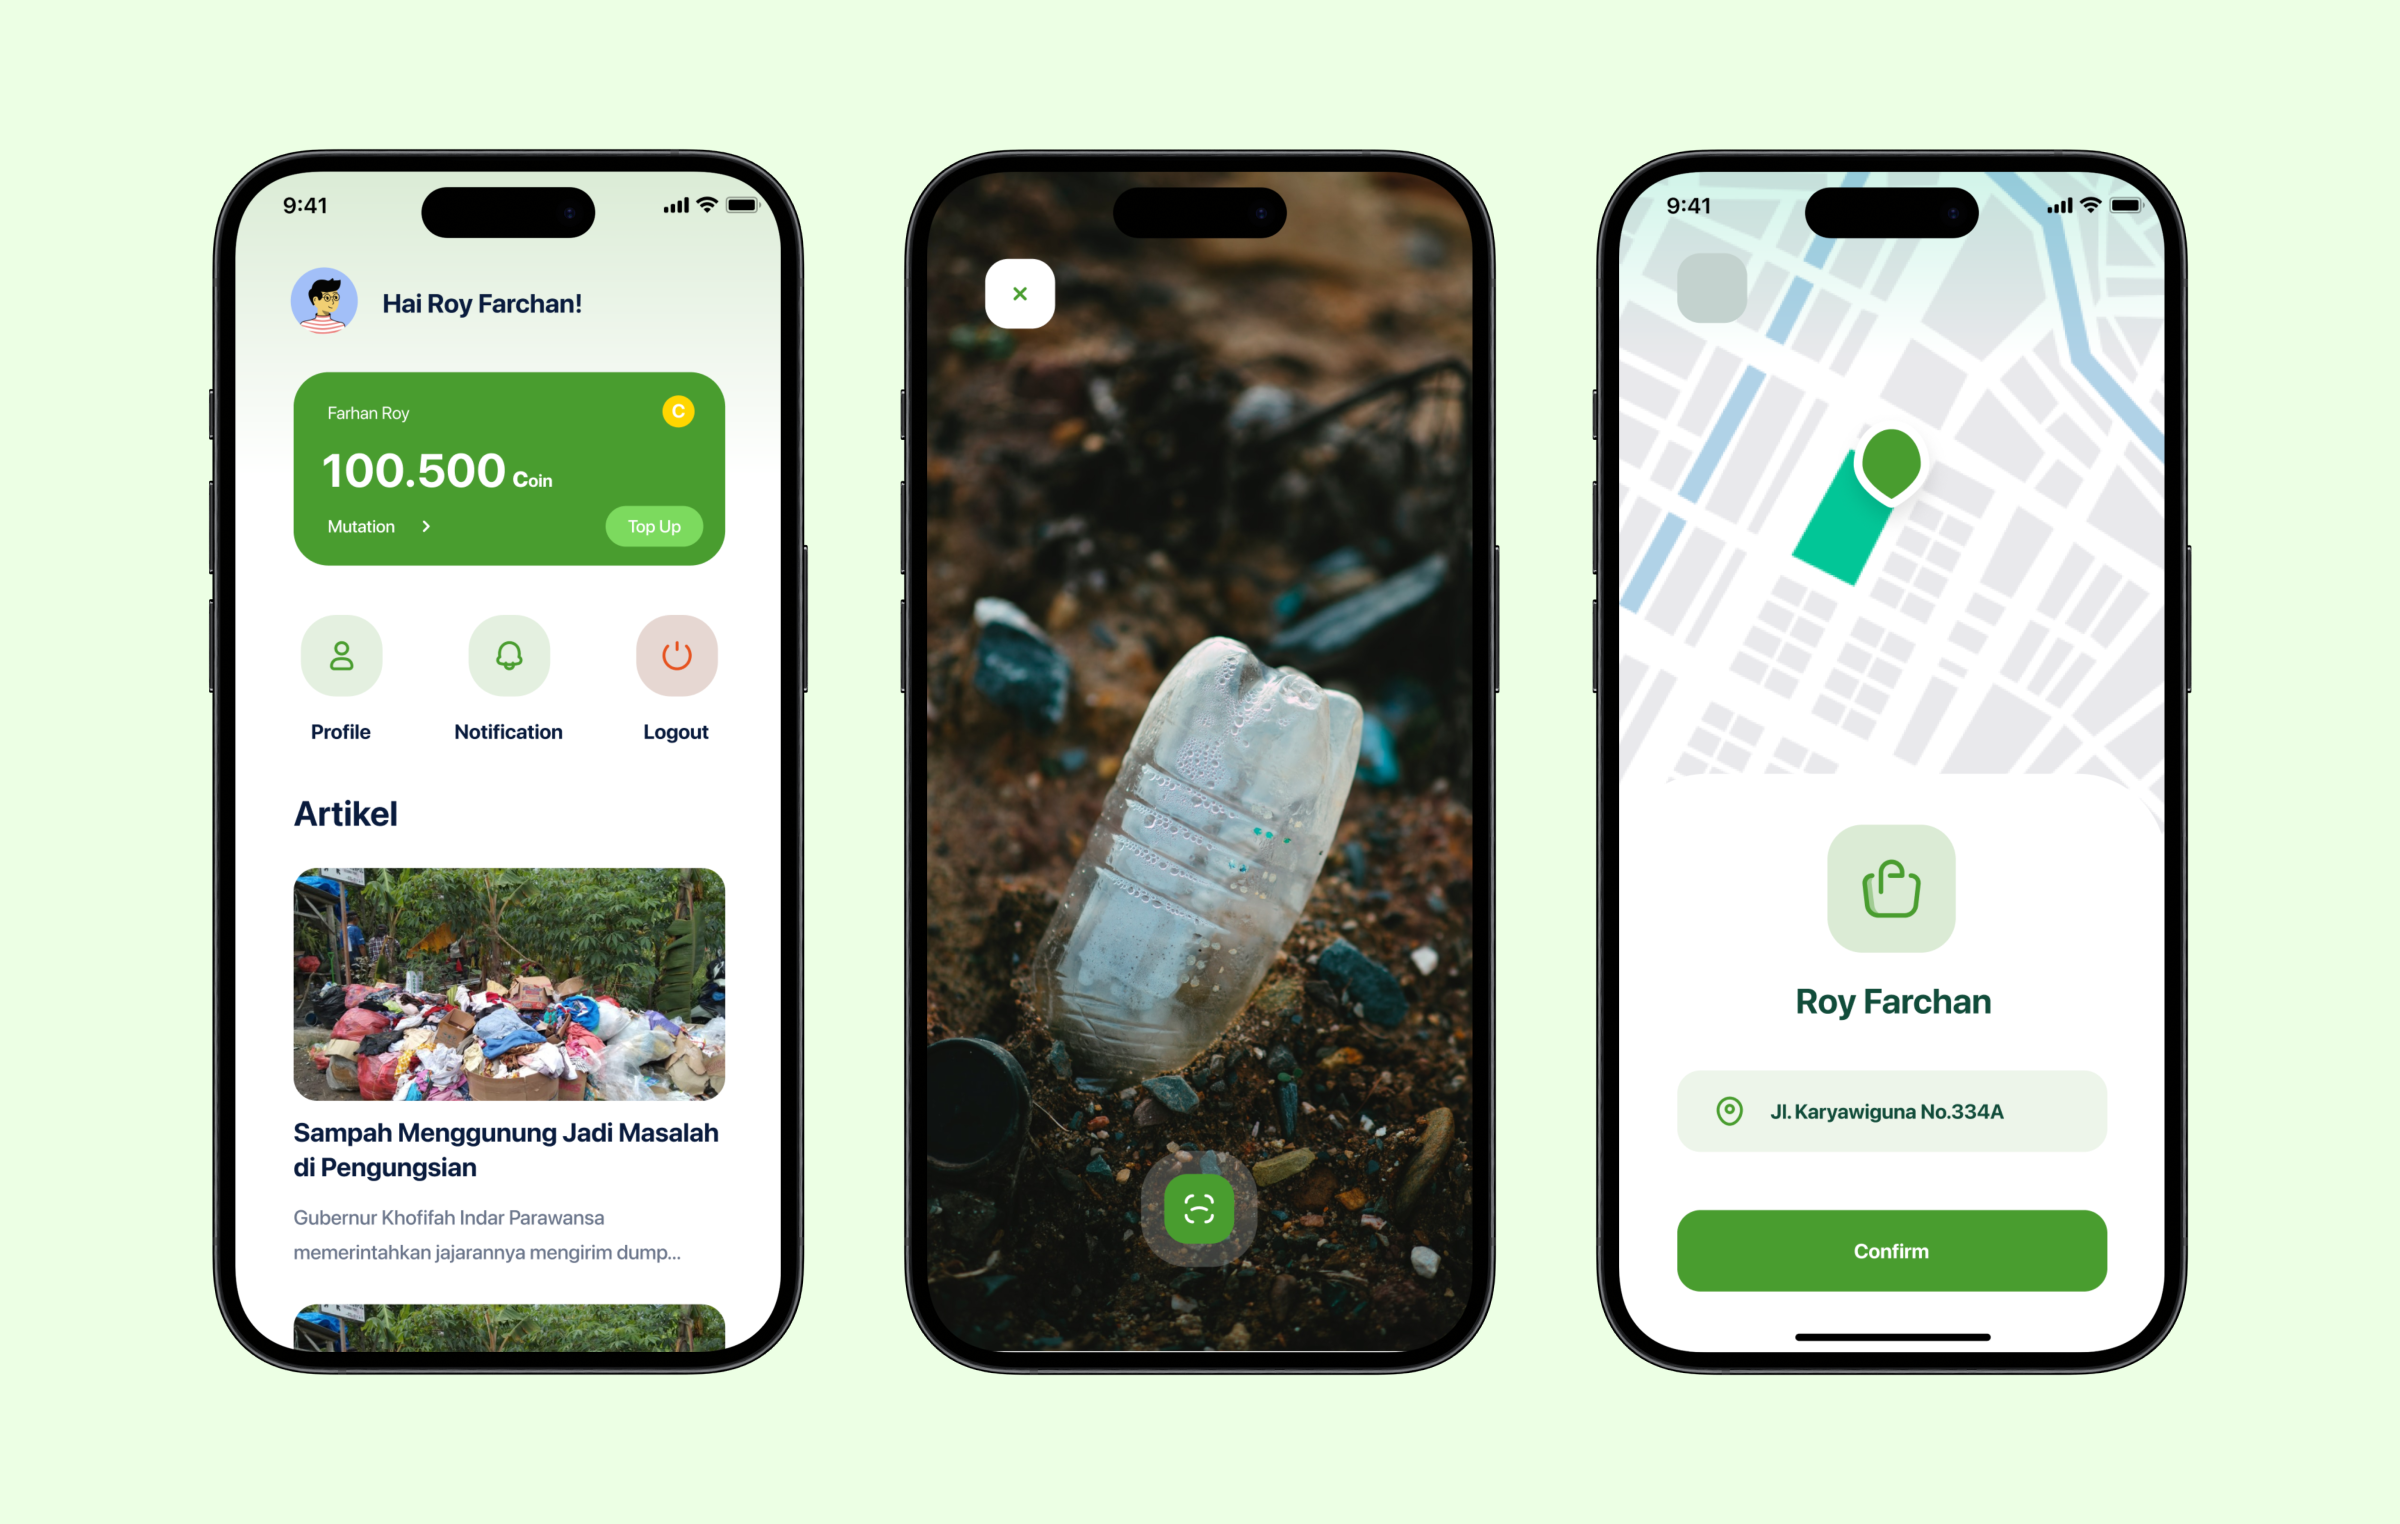 9:41
Hai Roy Farchan!
Farhan Roy
C
100.500 Coin
Mutation
Top Up
Profile
Notification
Logout
Artikel
Sampah Menggunung Jadi Masalah
di Pengungsian
Gubernur Khofifah Indar Parawansa
memerintahkan jajarannya mengirim dump...
9:41
Roy Farchan
Jl. Karyawiguna No.334A
Confirm